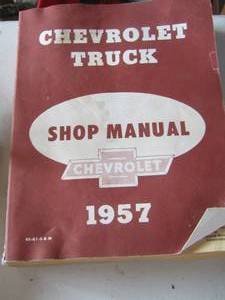 CHEVROLET
TRUCK
SHOP MANUAL
CHEVROLET
1957